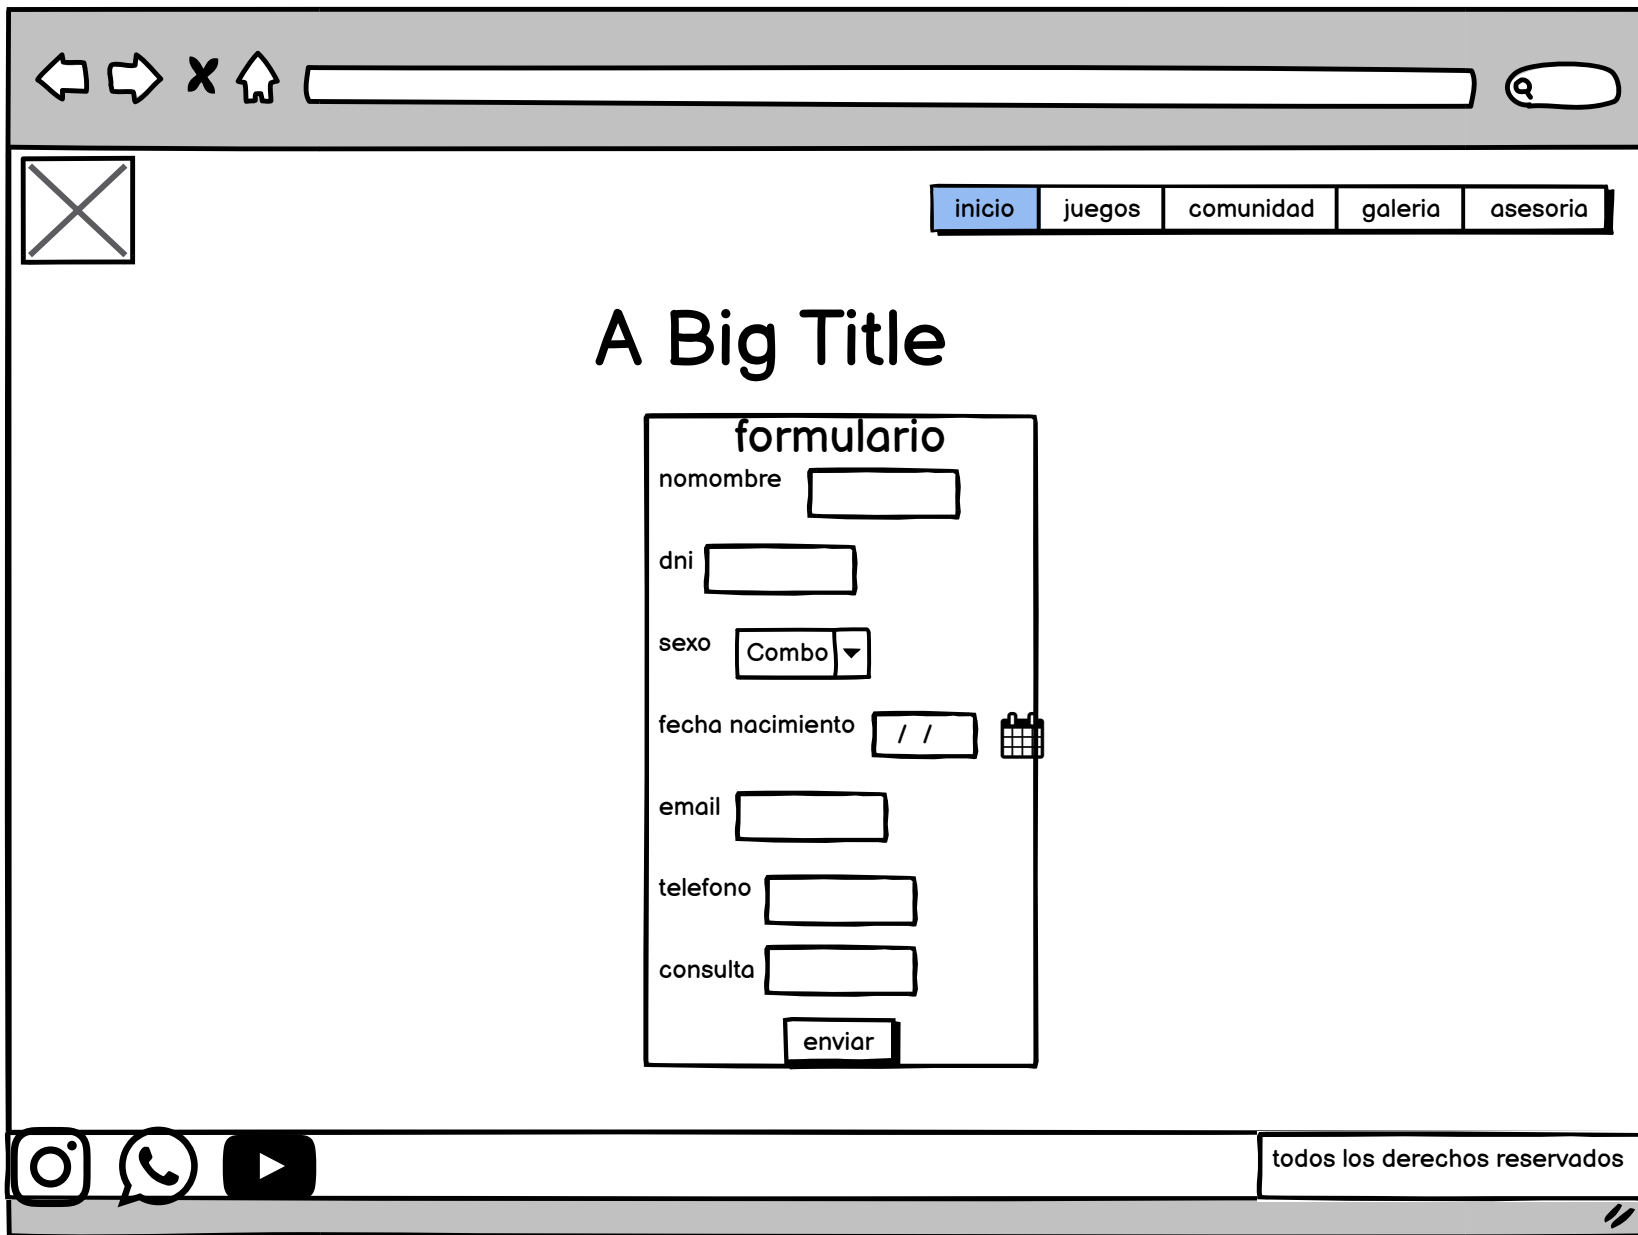 inicio juegos comunidad galeria asesoria
A Big Title
formulario
nomombre
dni
sexo Combo
fecha nacimiento / /
email
telefono
consulta
enviar
todos los derechos reservados